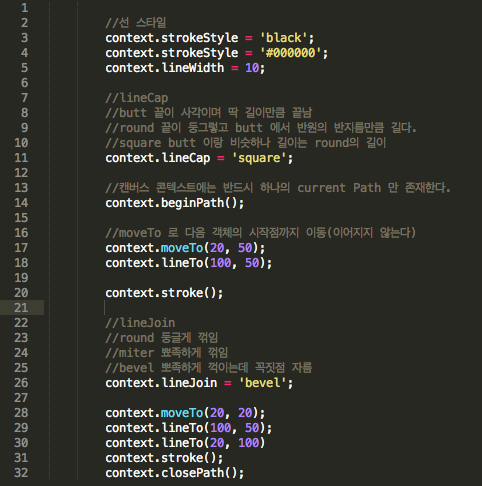 1
2 //선 스타일
3 context.strokeStyle = 'black';
4 context.strokeStyle = '#000000';
5 context.lineWidth = 10;
6
7 //lineCap
8 //butt 끝이 사각이며 딱 길이만큼 끝남
9 //round 끝이 둥그렇고 butt 에서 반원의 반지름만큼 길다.
10 //square butt 이랑 비슷하나 길이는 round의 길이
11 context.lineCap = 'square';
12
13 //캔버스 콘텍스트에는 반드시 하나의 current Path 만 존재한다.
14 context.beginPath();
15
16 //moveTo 로 다음 객체의 시작점까지 이동(이어지지 않는다)
17 context.moveTo(20, 50);
18 context.lineTo(100, 50);
19
20 context.stroke();
21
22 //lineJoin
23 //round 둥글게 꺾임
24 //miter 뾰족하게 꺾임
25 //bevel 뾰족하게 꺽이는데 꼭짓점 자름
26 context.lineJoin = 'bevel';
27
28 context.moveTo(20, 20);
29 context.lineTo(100, 50);
30 context.lineTo(20, 100)
31 context.stroke();
32 context.closePath();